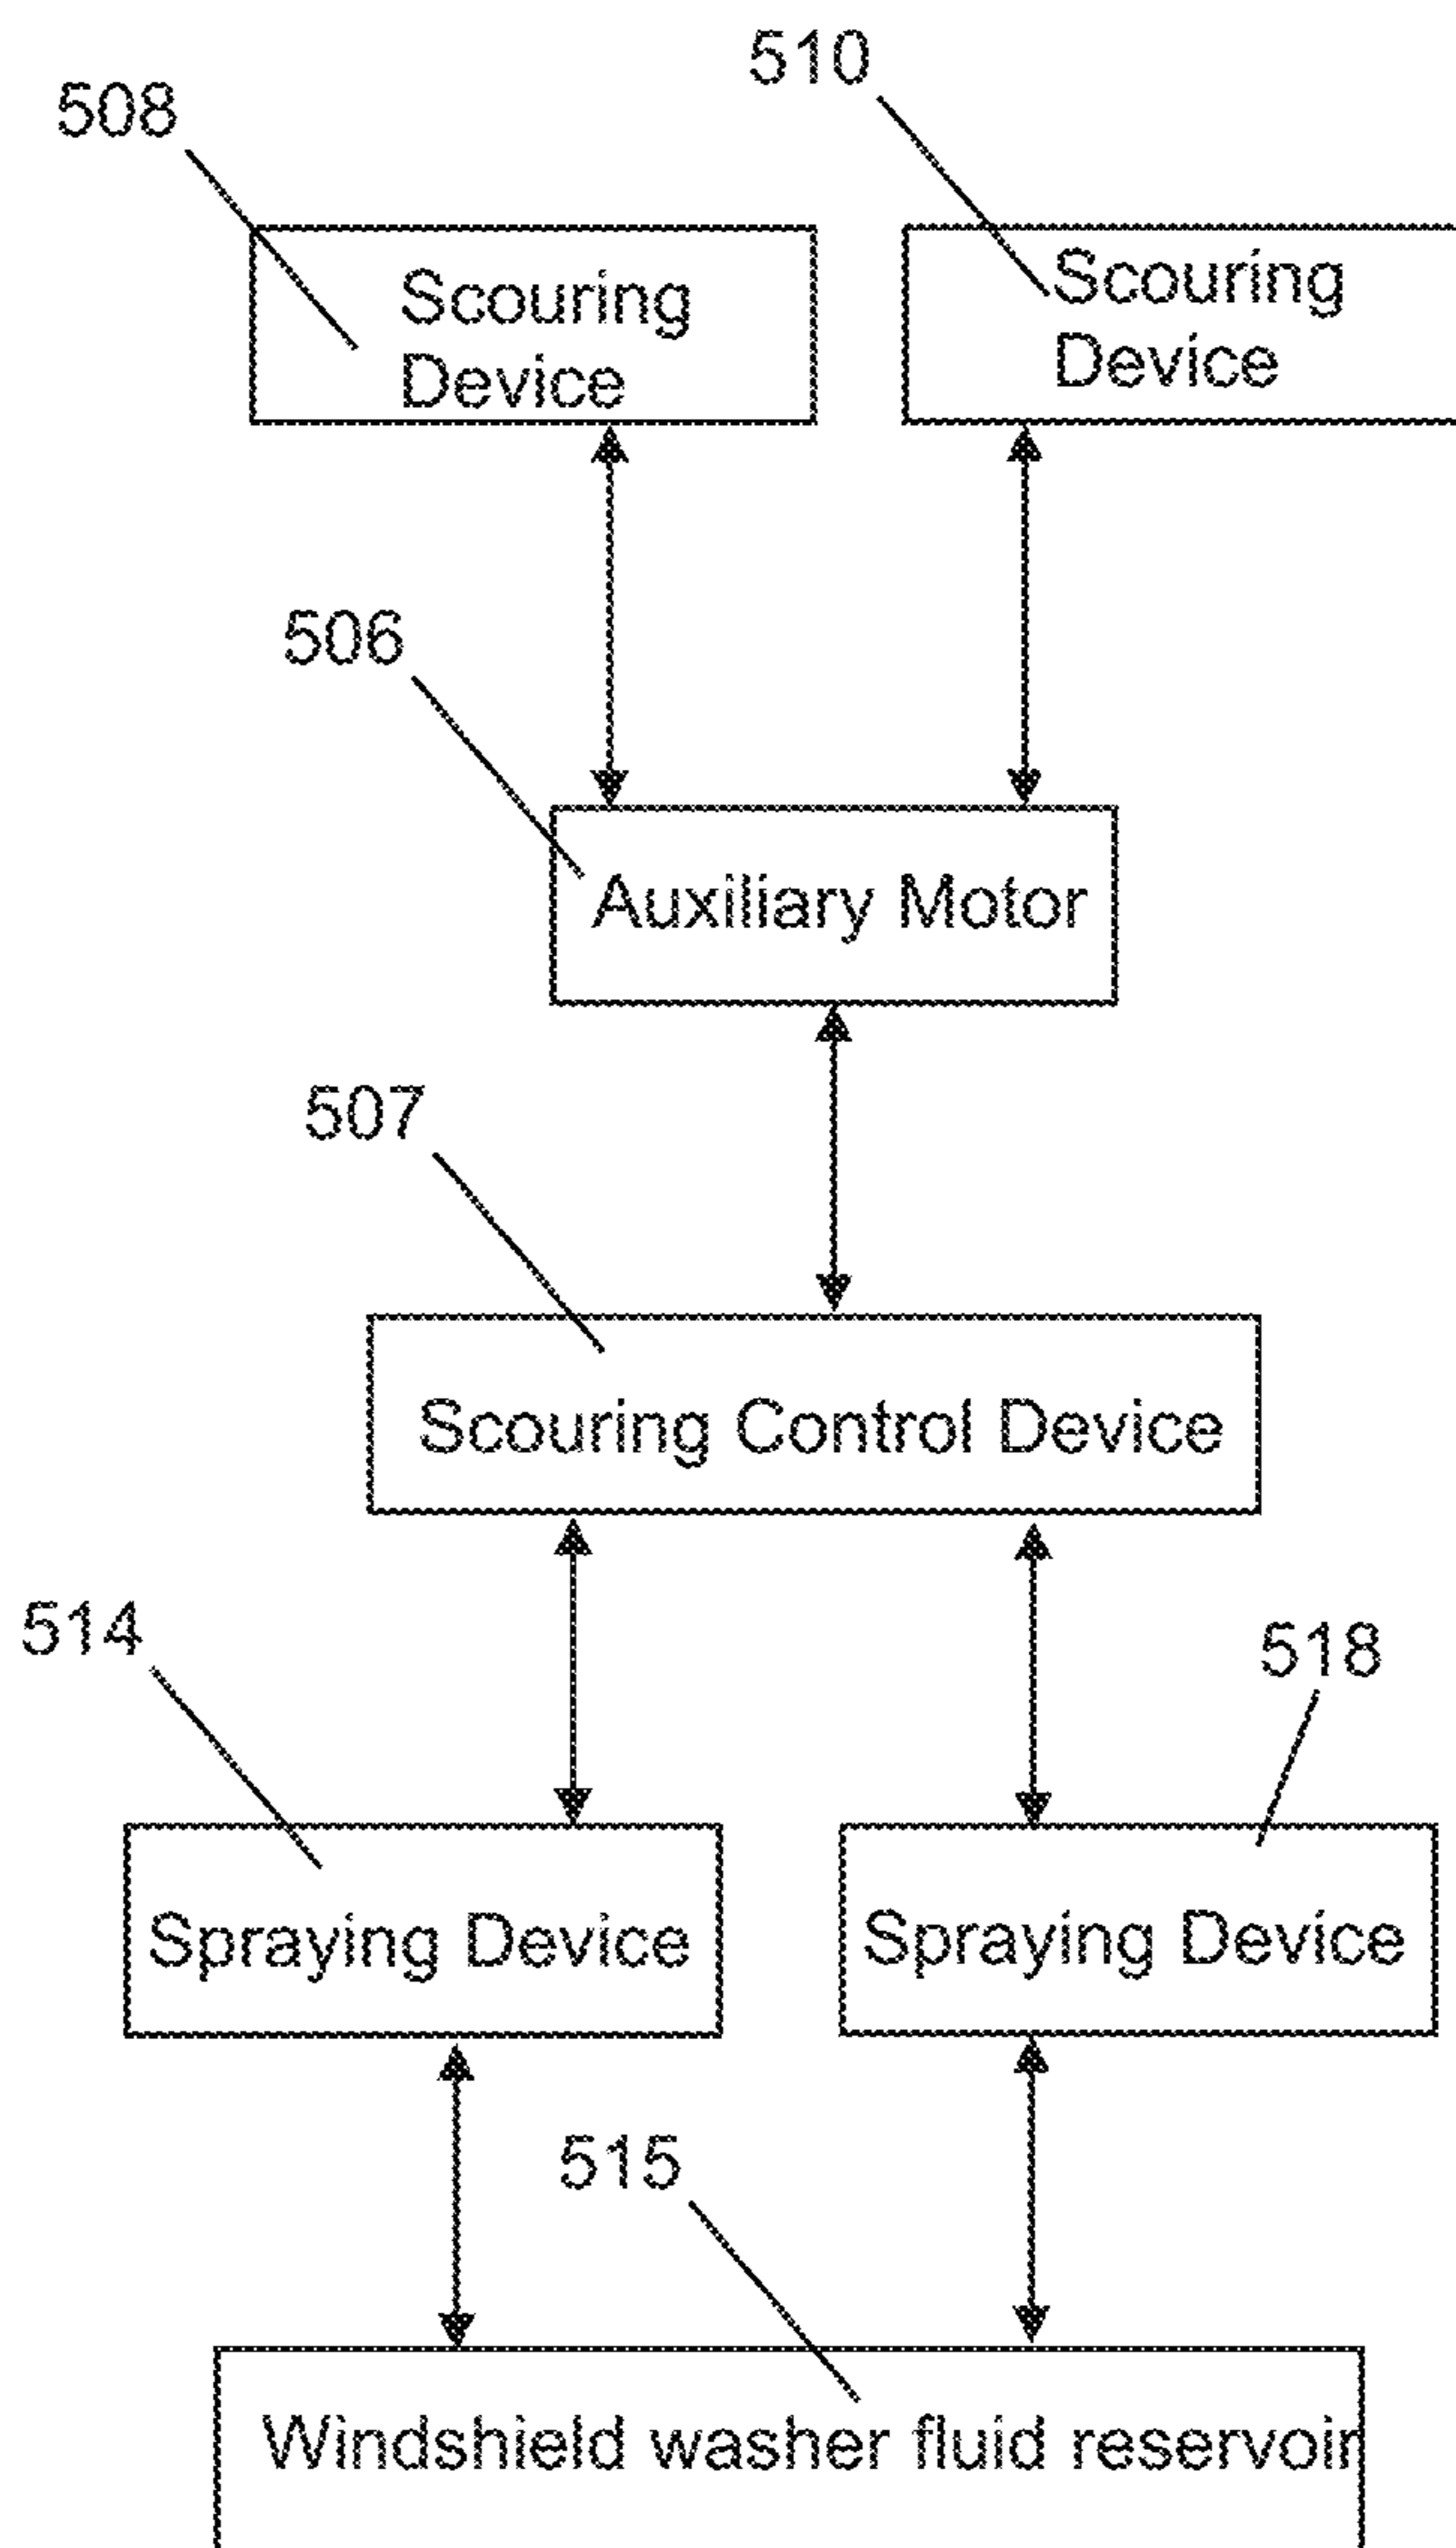 510
508
Scouring
Device
Scouring
Device
506
Auxiliary Motor
507
Scouring Control Device
514
518
Spraying Device
Spraying Device
515
Windshield washer fluid reservoir